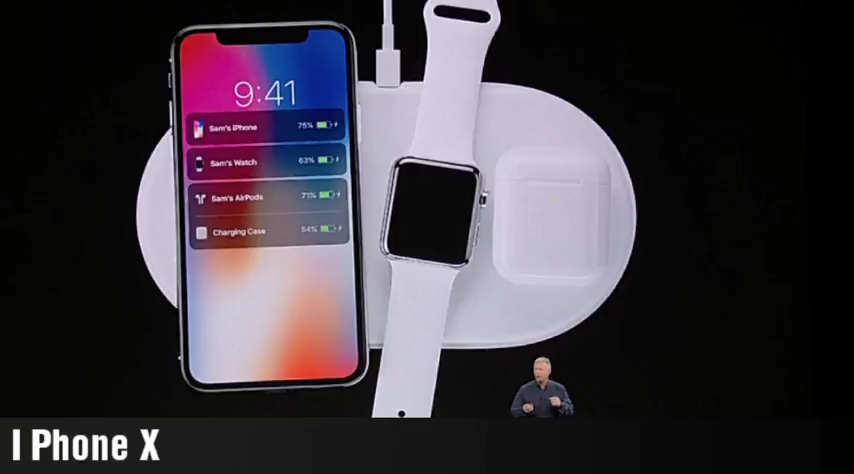 9:41
Sam's iPhone 75%
Sam's Watch 63%
Sam's AirPods 71%
Charging Case 54%
I Phone X